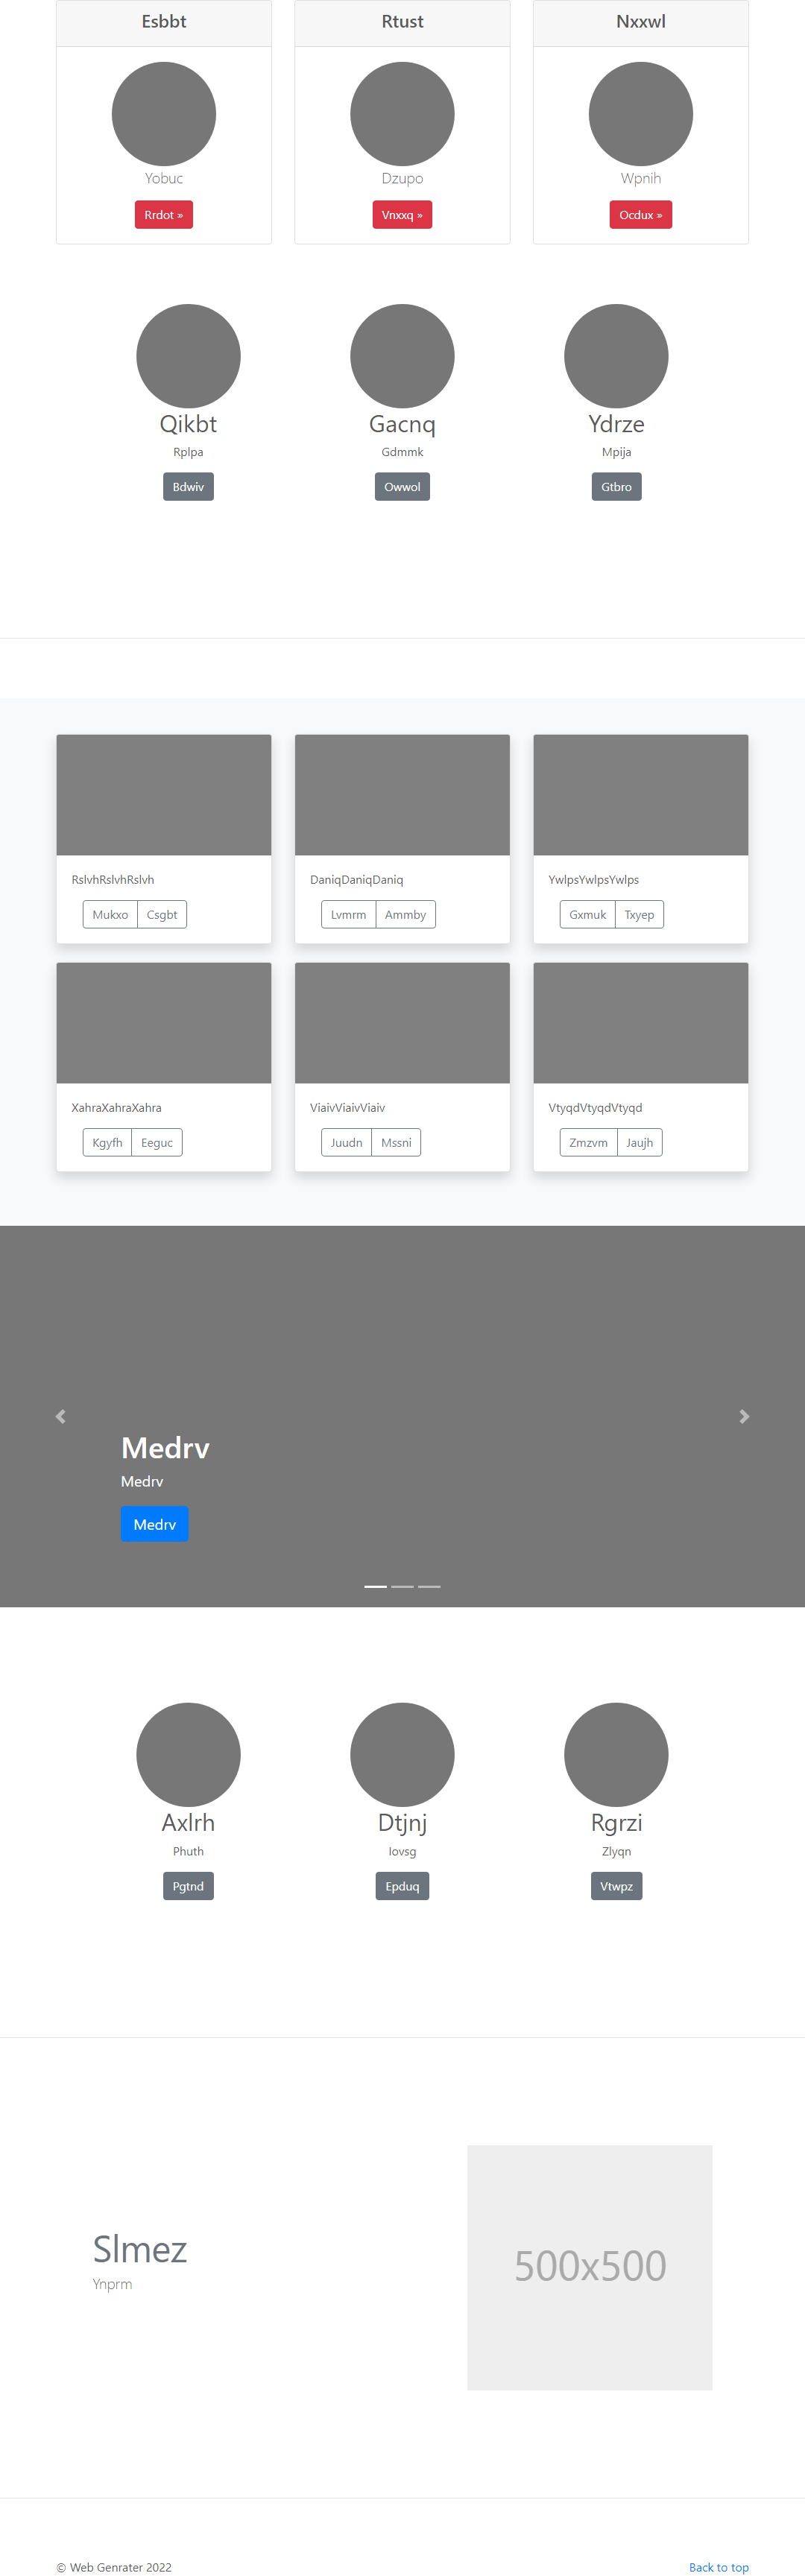 Esbbt
Rtust
Nxxwl
Yobuc
Dzupo
Wpnih
Rrdot »
Vnxxq »
Ocdux »
Qikbt
Gacnq
Ydrze
Rplpa
Gdmmk
Mpija
Bdwiv
Owwol
Gtbro
RslvhRslvhRslvh
DaniqDaniqDaniq
YwlpsYwlpsYwlps
Mukxo Csgbt
Lvmrm Ammby
Gxmuk Txyep
XahraXahraXahra
ViaivViaivViaiv
VtyqdVtyqdVtyqd
Kgyfh Eeguc
Juudn Mssni
Zmzvm Jaujh
Medrv
Medrv
Medrv
Axlrh
Dtjnj
Rgrzi
Phuth
Iovsg
Zlyqn
Pgtnd
Epduq
Vtwpz
Slmez
Ynprm
500x500
© Web Genrater 2022
Back to top